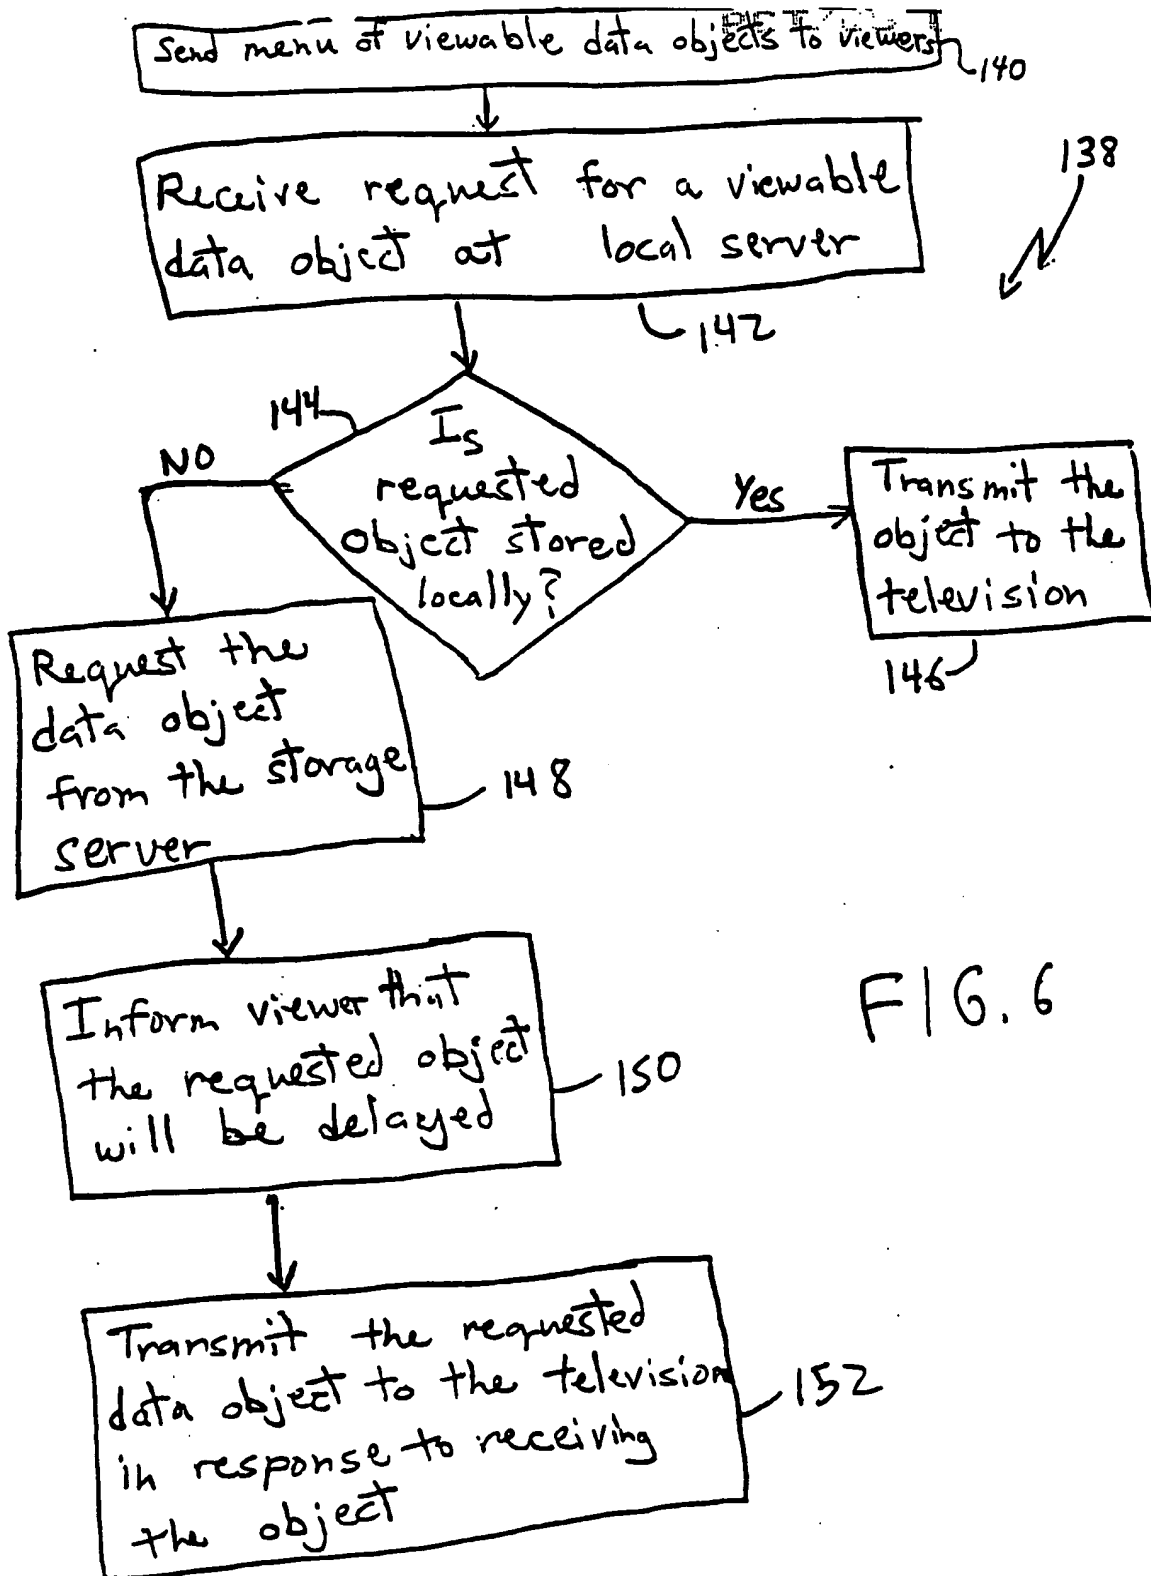 Send menu of viewable data objects to viewers
140
Receive request for a viewable
data object at local server
142
138
144
Is
requested
object stored
locally?
NO
Yes
Transmit the
object to the
television
146
Request the
data object
from the storage
server
148
Inform viewer that
the requested object
will be delayed
150
Transmit the requested
data object to the television
in response to receiving
the object
152
FIG. 6